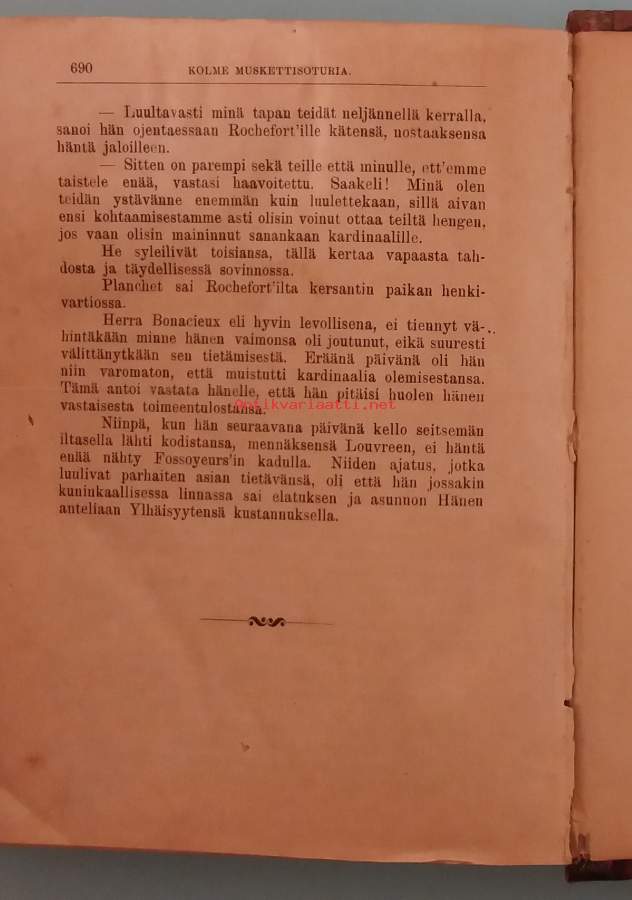 690
KOLME MUSKETTISOTURIA.
— Luultavasti minä tapan teidät neljännellä kerralla,
sanoi hän ojentaessaan Rochefort'ille kätensä, nostaaksensa
häntä jaloilleen.
— Sitten on parempi sekä teille että minulle, ett'emme
taistele enää, vastasi haavoitettu. Saakeli! Minä olen
teidän ystävänne enemmän kuin luulettekaan, sillä aivan
ensi kohtaamisestamme asti olisin voinut ottaa teiltä hengen,
jos vaan olisin maininnut sanankaan kardinaalille.
He syleilivät toisiansa, tällä kertaa vapaasta tah-
dosta ja täydellisessä sovinnossa.
Planchet sai Rochefort'ilta kersantin paikan henki-
vartiossa.
Herra Bonacieux eli hyvin levollisena, ei tiennyt vä-
hintäkään minne hänen vaimonsa oli joutunut, eikä suuresti
välittänytkään sen tietämisestä. Eräänä päivänä oli hän
niin varomaton, että muistutti kardinaalia olemisestansa.
Tämä antoi vastata hänelle, että hän pitäisi huolen hänen
vastaisesta toimeentulostansa.
Antikvariaatti.net
Niinpä, kun hän seuraavana päivänä kello seitsemän
iltasella lähti kodistansa, mennäksensä Louvreen, ei häntä
enää nähty Fossoyeurs'in kadulla. Niiden ajatus, jotka
luulivat parhaiten asian tietävänsä, oli että hän jossakin
kuninkaallisessa linnassa sai elatuksen ja asunnon Hänen
anteliaan Ylhäisyytensä kustannuksella.